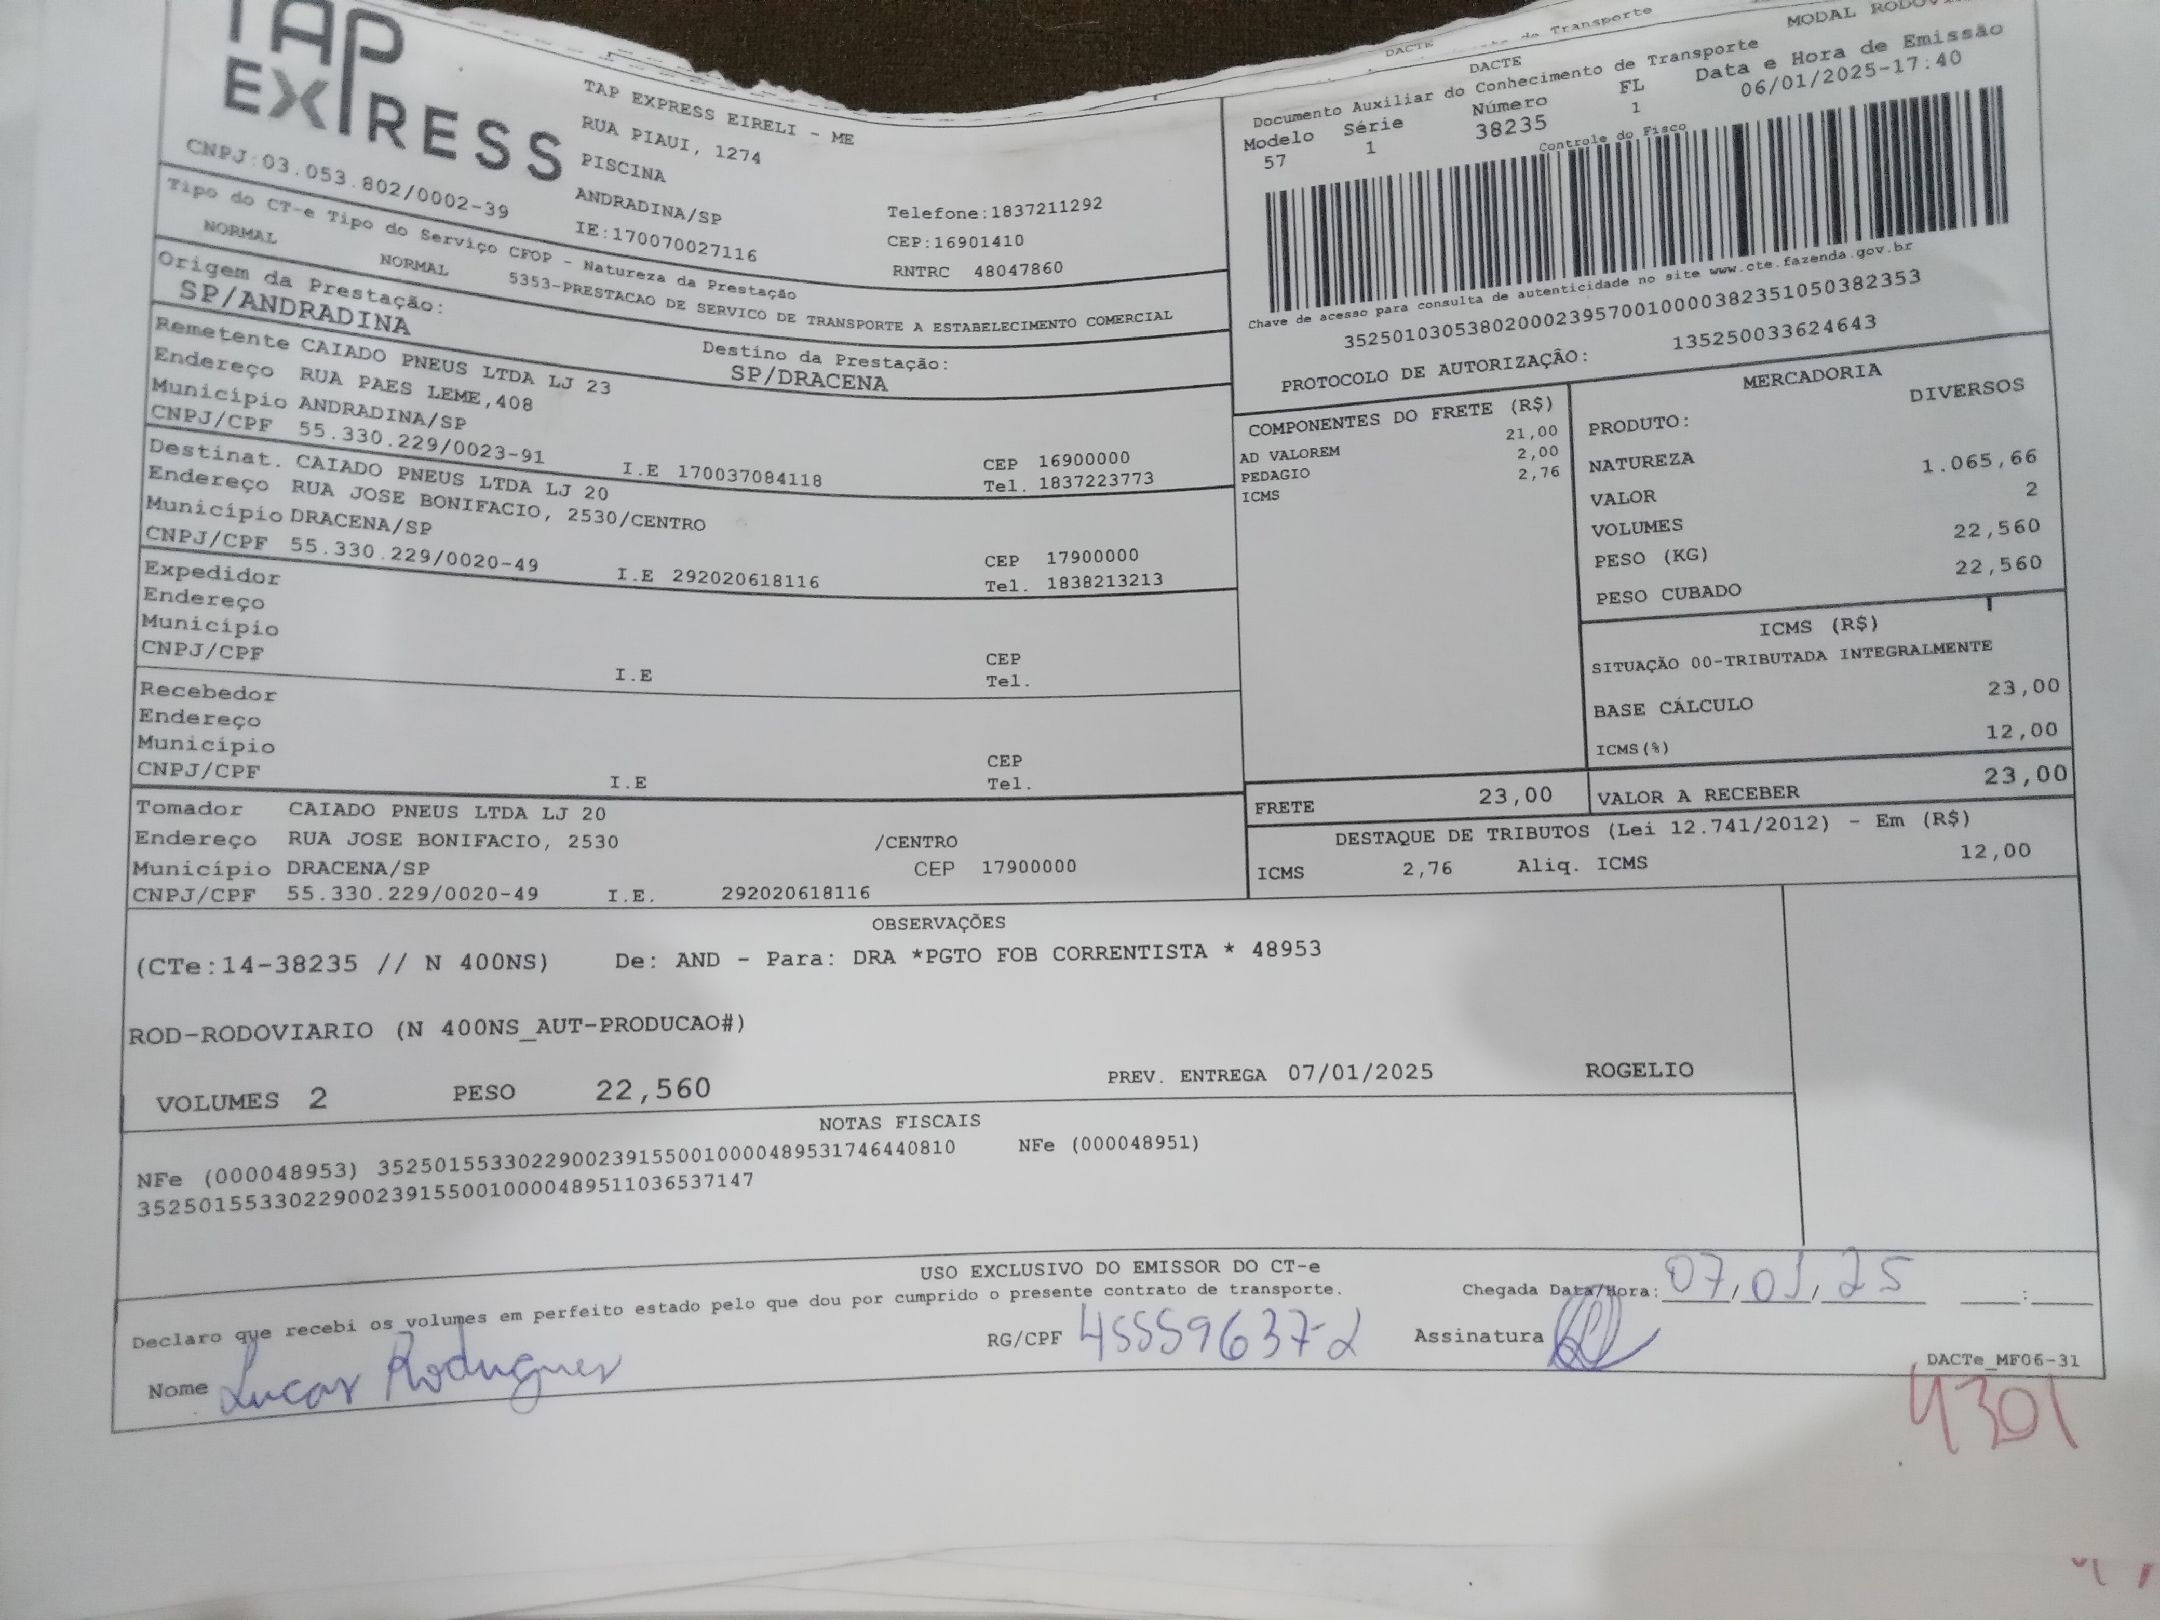 TAP
EXPRESS
CNPJ:03.053.802/0002-39
TAP EXPRESS EIRELI - ME
RUA PIAUI, 1274
PISCINA
ANDRADINA/SP
IE:170070027116
Telefone:1837211292
CEP:16901410
RNTRC 48047860
DACTE
DACTE
Documento Auxiliar do Conhecimento de Transporte
Modelo Série Número FL Data e Hora de Emissão
57 1 38235 1 06/01/2025-17:40
Controle do Fisco
Chave de acesso para consulta de autenticidade no site www.cte.fazenda.gov.br
35250103053802000239570010000382351050382353
PROTOCOLO DE AUTORIZAÇÃO: 135250033624643
Tipo do CT-e Tipo do Serviço CFOP - Natureza da Prestação
NORMAL NORMAL 5353-PRESTACAO DE SERVICO DE TRANSPORTE A ESTABELECIMENTO COMERCIAL
Origem da Prestação: Destino da Prestação:
SP/ANDRADINA SP/DRACENA
Remetente CAIADO PNEUS LTDA LJ 23
Endereço RUA PAES LEME,408
Município ANDRADINA/SP CEP 16900000
CNPJ/CPF 55.330.229/0023-91 I.E 170037084118 Tel. 1837223773
Destinat. CAIADO PNEUS LTDA LJ 20
Endereço RUA JOSE BONIFACIO, 2530/CENTRO
Município DRACENA/SP CEP 17900000
CNPJ/CPF 55.330.229/0020-49 I.E 292020618116 Tel. 1838213213
Expedidor
Endereço
Município CEP
CNPJ/CPF I.E Tel.
Recebedor
Endereço
Município CEP
CNPJ/CPF I.E Tel.
Tomador CAIADO PNEUS LTDA LJ 20
Endereço RUA JOSE BONIFACIO, 2530 /CENTRO
Município DRACENA/SP CEP 17900000
CNPJ/CPF 55.330.229/0020-49 I.E. 292020618116
COMPONENTES DO FRETE (R$)
21,00
AD VALOREM 2,00
PEDAGIO 2,76
ICMS
MERCADORIA
PRODUTO: DIVERSOS
NATUREZA
VALOR 1.065,66
VOLUMES 2
PESO (KG) 22,560
PESO CUBADO 22,560
ICMS (R$)
SITUAÇÃO 00-TRIBUTADA INTEGRALMENTE
BASE CÁLCULO 23,00
ICMS(%) 12,00
FRETE 23,00 VALOR A RECEBER 23,00
DESTAQUE DE TRIBUTOS (Lei 12.741/2012) - Em (R$)
ICMS 2,76 Aliq. ICMS 12,00
OBSERVAÇÕES
(CTe:14-38235 // N 400NS) De: AND - Para: DRA *PGTO FOB CORRENTISTA * 48953
ROD-RODOVIARIO (N 400NS_AUT-PRODUCAO#)
VOLUMES 2 PESO 22,560 PREV. ENTREGA 07/01/2025 ROGELIO
NOTAS FISCAIS
NFe (000048953) 35250155330229002391550010000489531746440810 NFe (000048951)
35250155330229002391550010000489511036537147
USO EXCLUSIVO DO EMISSOR DO CT-e
Declaro que recebi os volumes em perfeito estado pelo que dou por cumprido o presente contrato de transporte. Chegada Data/Hora: 07/01/25 :
Nome Lucas Rodrigues RG/CPF 45559637-2 Assinatura
DACTe_MF06-31
4301